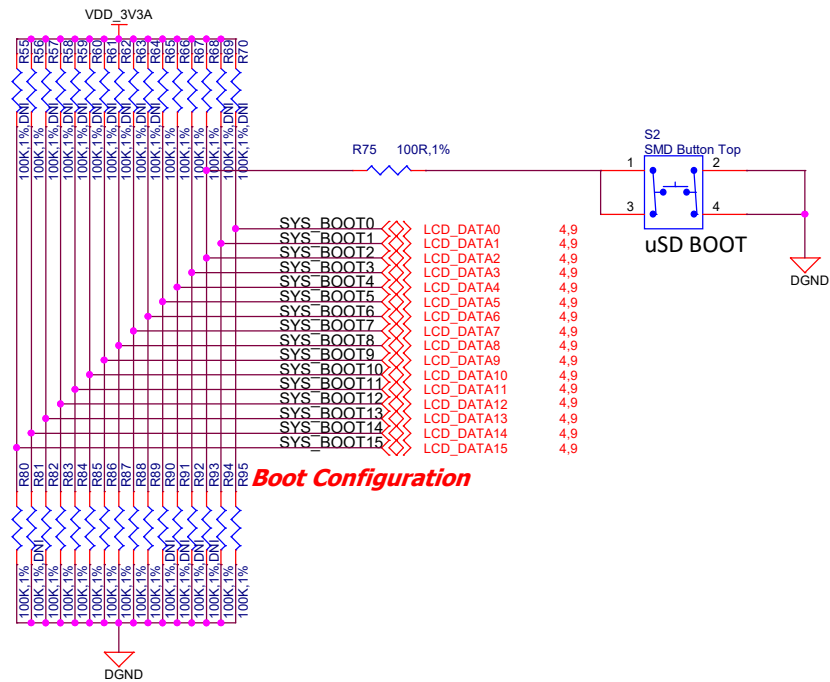 VDD_3V3A
R55
R56
R57
R58
R59
R60
R61
R62
R63
R64
R65
R66
R67
R68
R69
R70
100K,1%,DNI
100K,1%
100K,1%,DNI
100K,1%,DNI
100K,1%,DNI
100K,1%,DNI
100K,1%,DNI
100K,1%,DNI
100K,1%,DNI
100K,1%,DNI
100K,1%
100K,1%
100K,1%
100K,1%
100K,1%,DNI
100K,1%,DNI
R75 100R,1%
S2
SMD Button Top
1 2
3 4
uSD BOOT
DGND
SYS_BOOT0 LCD_DATA0 4,9
SYS_BOOT1 LCD_DATA1 4,9
SYS_BOOT2 LCD_DATA2 4,9
SYS_BOOT3 LCD_DATA3 4,9
SYS_BOOT4 LCD_DATA4 4,9
SYS_BOOT5 LCD_DATA5 4,9
SYS_BOOT6 LCD_DATA6 4,9
SYS_BOOT7 LCD_DATA7 4,9
SYS_BOOT8 LCD_DATA8 4,9
SYS_BOOT9 LCD_DATA9 4,9
SYS_BOOT10 LCD_DATA10 4,9
SYS_BOOT11 LCD_DATA11 4,9
SYS_BOOT12 LCD_DATA12 4,9
SYS_BOOT13 LCD_DATA13 4,9
SYS_BOOT14 LCD_DATA14 4,9
SYS_BOOT15 LCD_DATA15 4,9
Boot Configuration
R80
R81
R82
R83
R84
R85
R86
R87
R88
R89
R90
R91
R92
R93
R94
R95
100K,1%
100K,1%,DNI
100K,1%
100K,1%
100K,1%
100K,1%
100K,1%
100K,1%
100K,1%
100K,1%
100K,1%,DNI
100K,1%,DNI
100K,1%,DNI
100K,1%,DNI
100K,1%
100K,1%
DGND